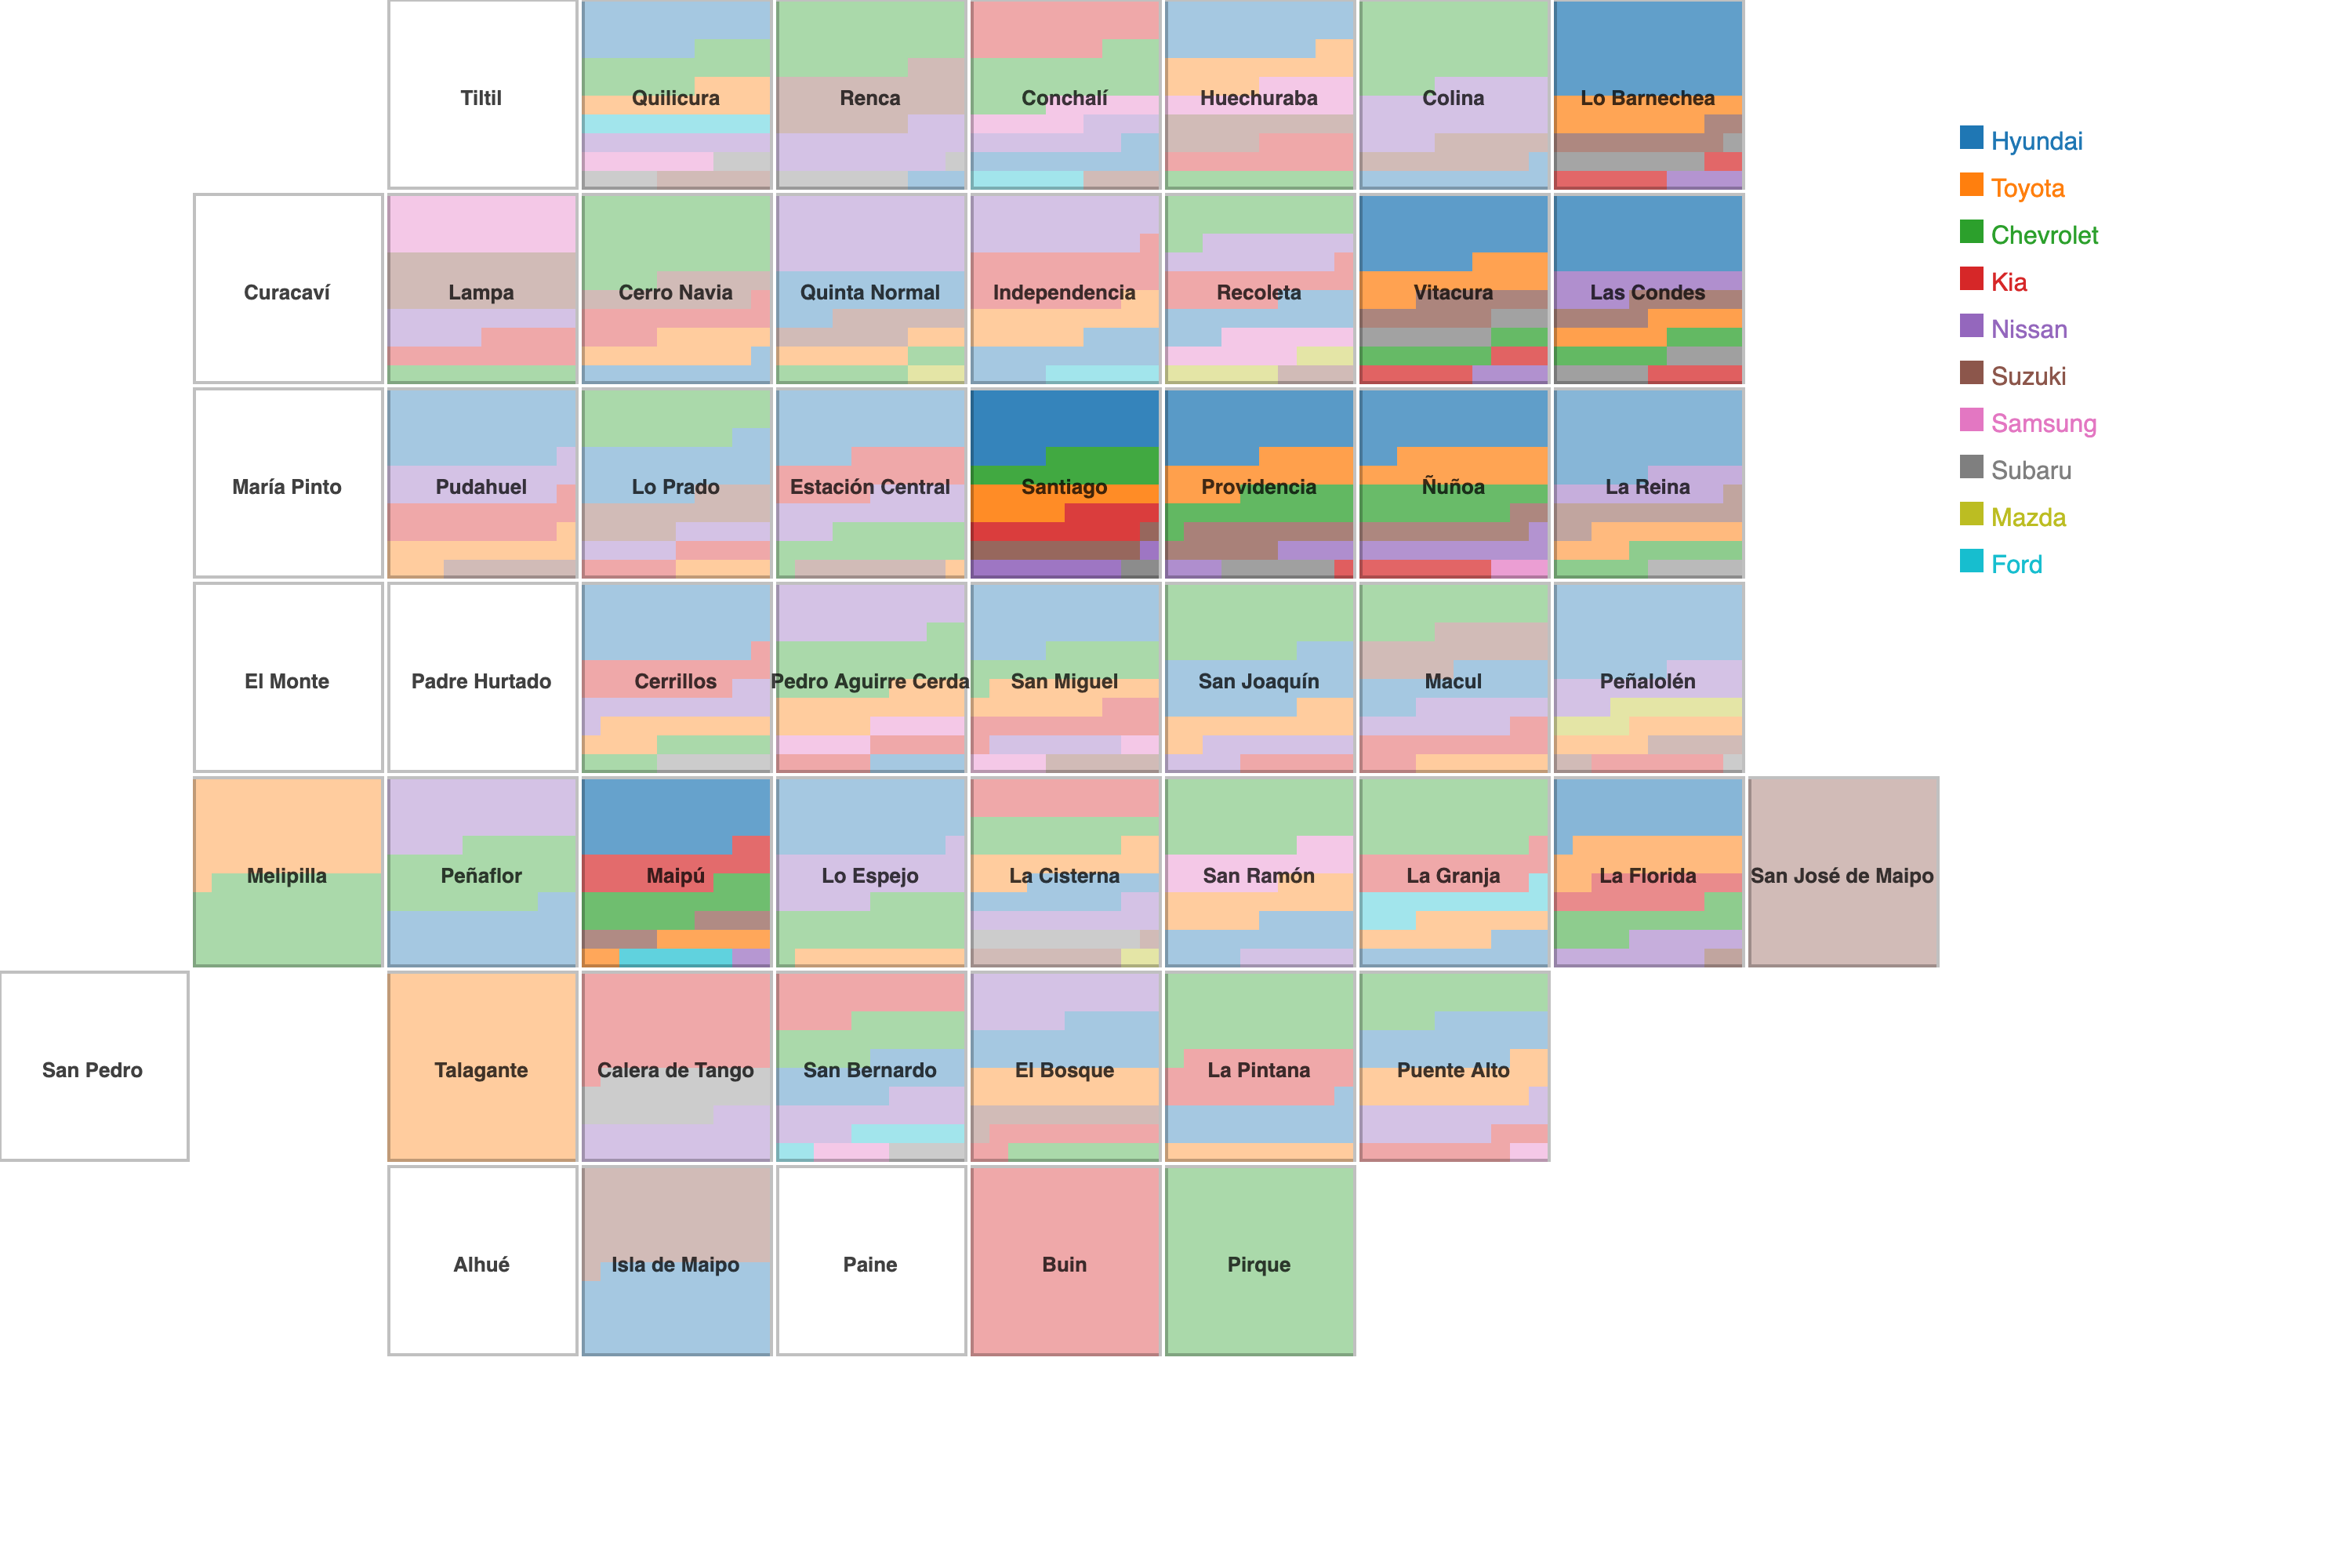 Tiltil
Quilicura
Renca
Conchalí
Huechuraba
Colina
Lo Barnechea
Curacaví
Lampa
Cerro Navia
Quinta Normal
Independencia
Recoleta
Vitacura
Las Condes
María Pinto
Pudahuel
Lo Prado
Estación Central
Santiago
Providencia
Ñuñoa
La Reina
El Monte
Padre Hurtado
Cerrillos
Pedro Aguirre Cerda
San Miguel
San Joaquín
Macul
Peñalolén
Melipilla
Peñaflor
Maipú
Lo Espejo
La Cisterna
San Ramón
La Granja
La Florida
San José de Maipo
San Pedro
Talagante
Calera de Tango
San Bernardo
El Bosque
La Pintana
Puente Alto
Alhué
Isla de Maipo
Paine
Buin
Pirque
Hyundai
Toyota
Chevrolet
Kia
Nissan
Suzuki
Samsung
Subaru
Mazda
Ford